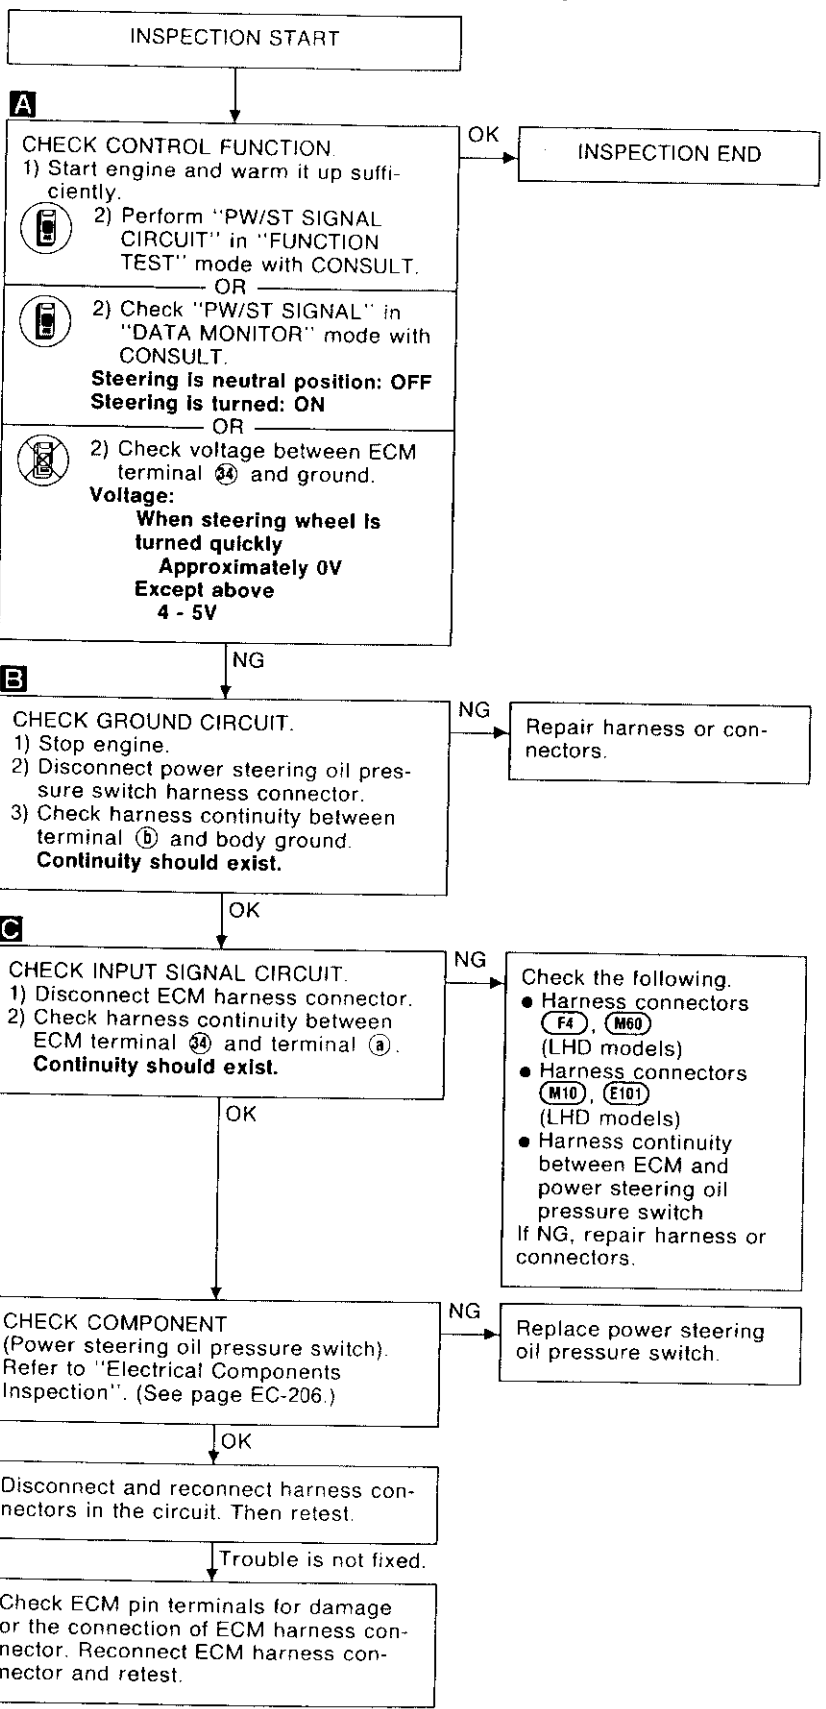 INSPECTION START
A
CHECK CONTROL FUNCTION.
1) Start engine and warm it up suffi-
ciently.
2) Perform "PW/ST SIGNAL
CIRCUIT" in "FUNCTION
TEST" mode with CONSULT.
OR
2) Check "PW/ST SIGNAL" in
"DATA MONITOR" mode with
CONSULT.
Steering is neutral position: OFF
Steering is turned: ON
OR
2) Check voltage between ECM
terminal 34 and ground.
Voltage:
When steering wheel is
turned quickly
Approximately 0V
Except above
4 - 5V
OK
INSPECTION END
NG
B
CHECK GROUND CIRCUIT.
1) Stop engine.
2) Disconnect power steering oil pres-
sure switch harness connector.
3) Check harness continuity between
terminal ⓑ and body ground.
Continuity should exist.
NG
Repair harness or con-
nectors.
OK
C
CHECK INPUT SIGNAL CIRCUIT.
1) Disconnect ECM harness connector.
2) Check harness continuity between
ECM terminal 34 and terminal ⓐ.
Continuity should exist.
NG
Check the following.
● Harness connectors
F4, M60
(LHD models)
● Harness connectors
M10, E101
(LHD models)
● Harness continuity
between ECM and
power steering oil
pressure switch
If NG, repair harness or
connectors.
OK
CHECK COMPONENT
(Power steering oil pressure switch).
Refer to "Electrical Components
Inspection". (See page EC-206.)
NG
Replace power steering
oil pressure switch.
OK
Disconnect and reconnect harness con-
nectors in the circuit. Then retest.
Trouble is not fixed.
Check ECM pin terminals for damage
or the connection of ECM harness con-
nector. Reconnect ECM harness con-
nector and retest.